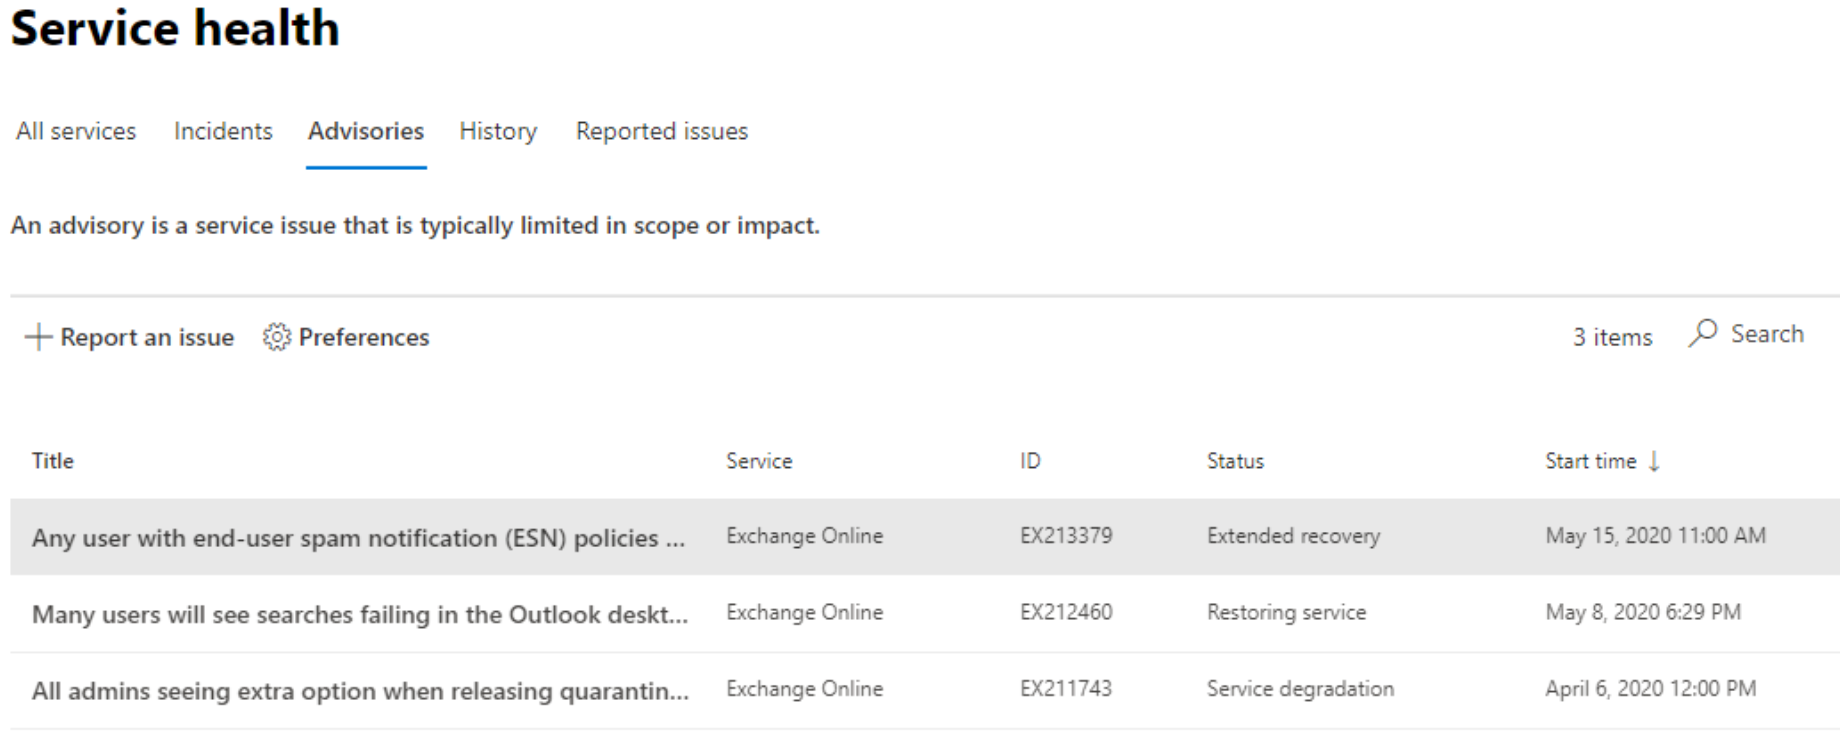 Service health
All services Incidents Advisories History Reported issues
An advisory is a service issue that is typically limited in scope or impact.
Report an issue Preferences 3 items Search
Title Service ID Status Start time ↓
Any user with end-user spam notification (ESN) policies ... Exchange Online EX213379 Extended recovery May 15, 2020 11:00 AM
Many users will see searches failing in the Outlook deskt... Exchange Online EX212460 Restoring service May 8, 2020 6:29 PM
All admins seeing extra option when releasing quarantin... Exchange Online EX211743 Service degradation April 6, 2020 12:00 PM